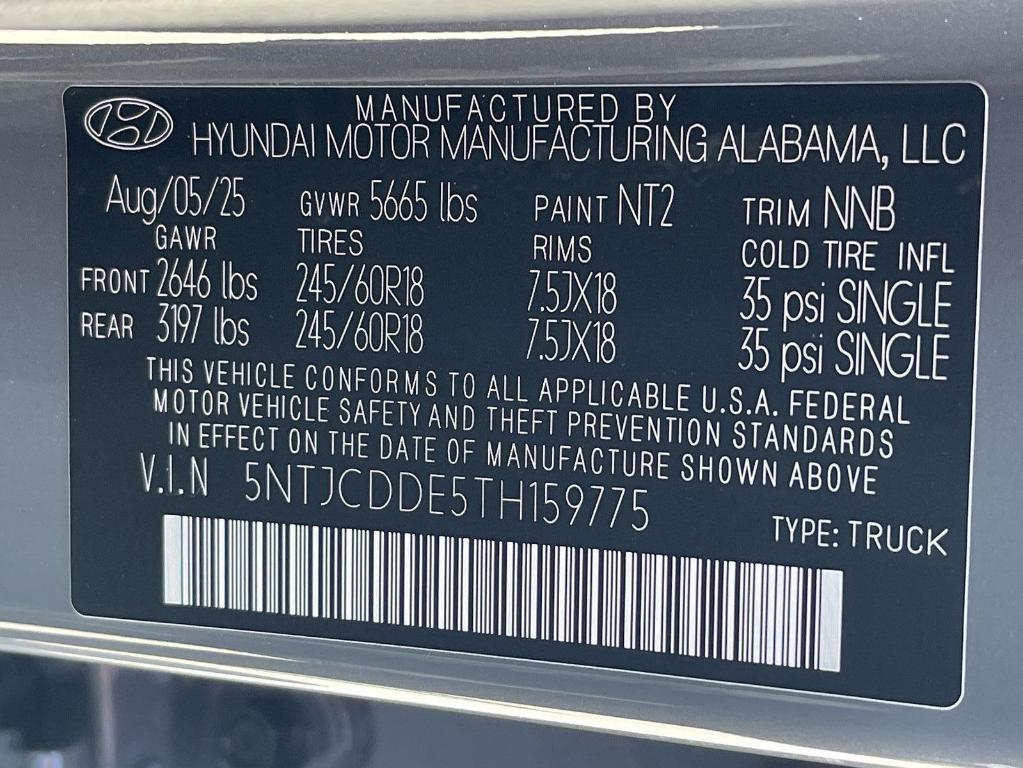 MANUFACTURED BY
HYUNDAI MOTOR MANUFACTURING ALABAMA, LLC
Aug/05/25 GVWR 5665 lbs PAINT NT2 TRIM NNB
GAWR TIRES RIMS COLD TIRE INFL
FRONT 2646 lbs 245/60R18 7.5JX18 35 psi SINGLE
REAR 3197 lbs 245/60R18 7.5JX18 35 psi SINGLE
THIS VEHICLE CONFORMS TO ALL APPLICABLE U.S.A. FEDERAL
MOTOR VEHICLE SAFETY AND THEFT PREVENTION STANDARDS
IN EFFECT ON THE DATE OF MANUFACTURE SHOWN ABOVE
V.I.N 5NTJCDDE5TH159775
TYPE: TRUCK